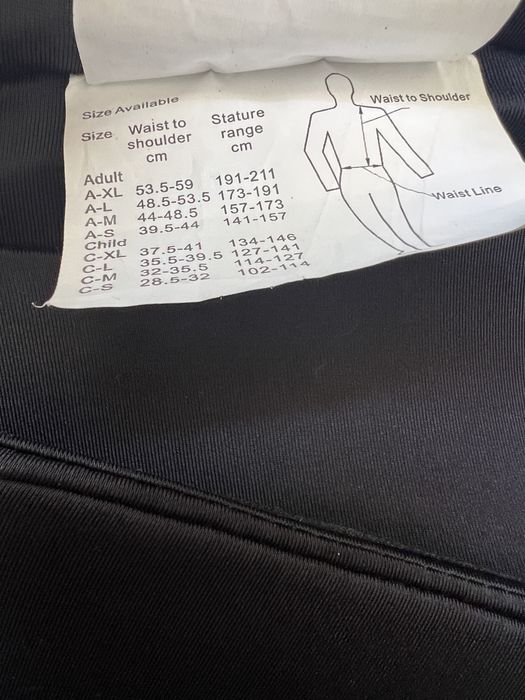 Size Available
Size Waist to shoulder cm Stature range cm
Adult
A-XL 53.5-59 191-211
A-L 48.5-53.5 173-191
A-M 44-48.5 157-173
A-S 39.5-44 141-157
Child
C-XL 37.5-41 134-146
C-L 35.5-39.5 127-141
C-M 32-35.5 114-127
C-S 28.5-32 102-114
Waist to Shoulder
Waist Line